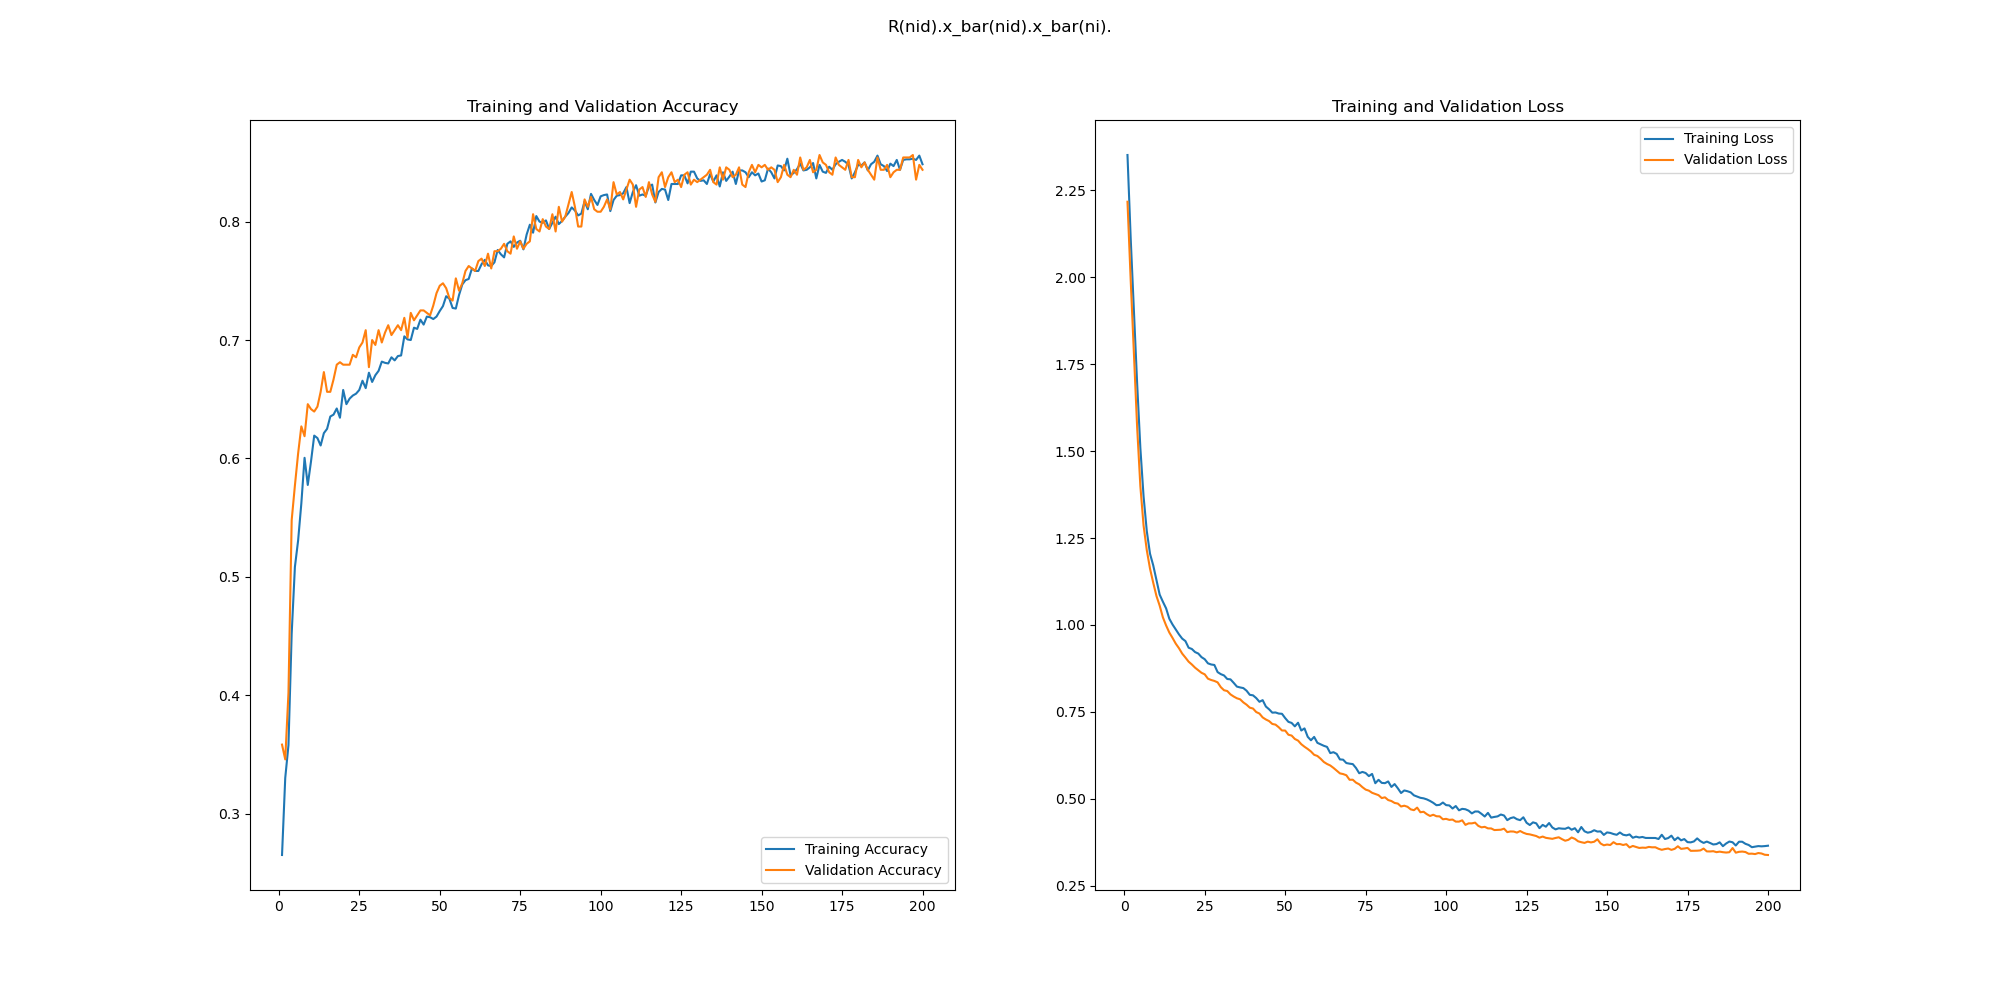 R(nid).x_bar(nid).x_bar(ni).
Training and Validation Accuracy
0.8
0.7
0.6
0.5
0.4
0.3
0 25 50 75 100 125 150 175 200
Training Accuracy
Validation Accuracy
Training and Validation Loss
2.25
2.00
1.75
1.50
1.25
1.00
0.75
0.50
0.25
0 25 50 75 100 125 150 175 200
Training Loss
Validation Loss